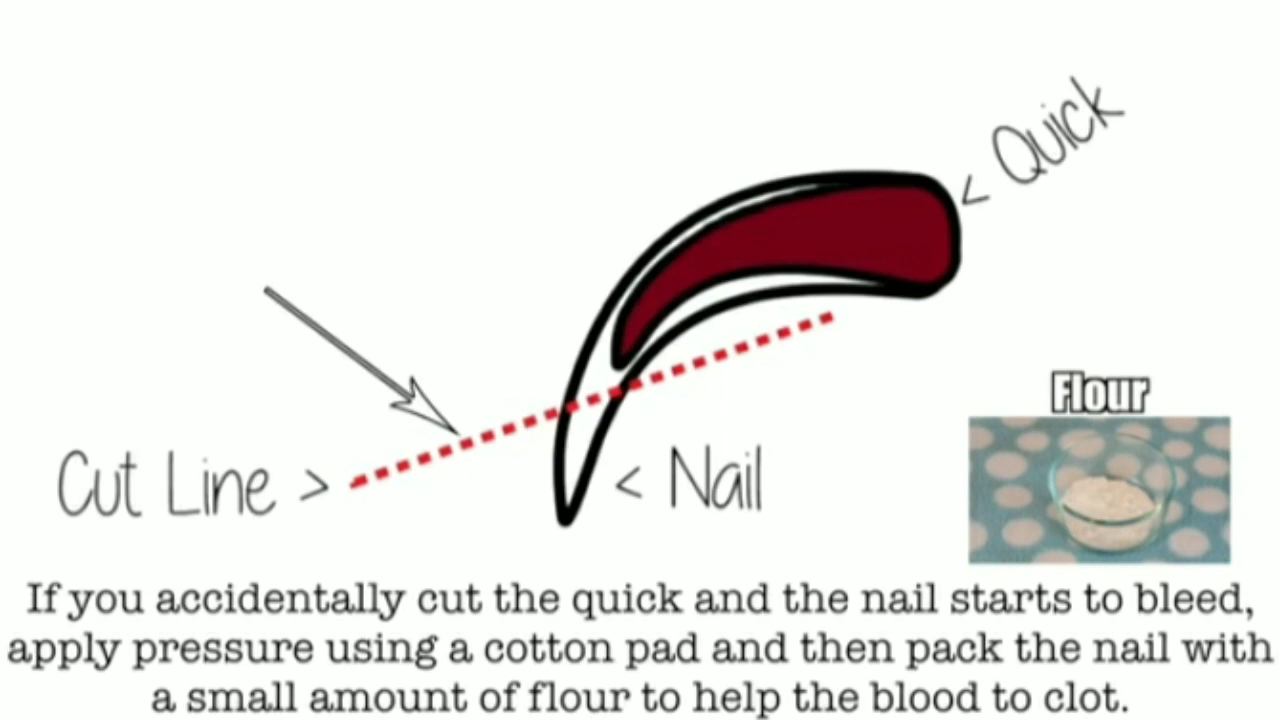 < Quick
Flour
Cut Line >
< Nail
If you accidentally cut the quick and the nail starts to bleed,
apply pressure using a cotton pad and then pack the nail with
a small amount of flour to help the blood to clot.